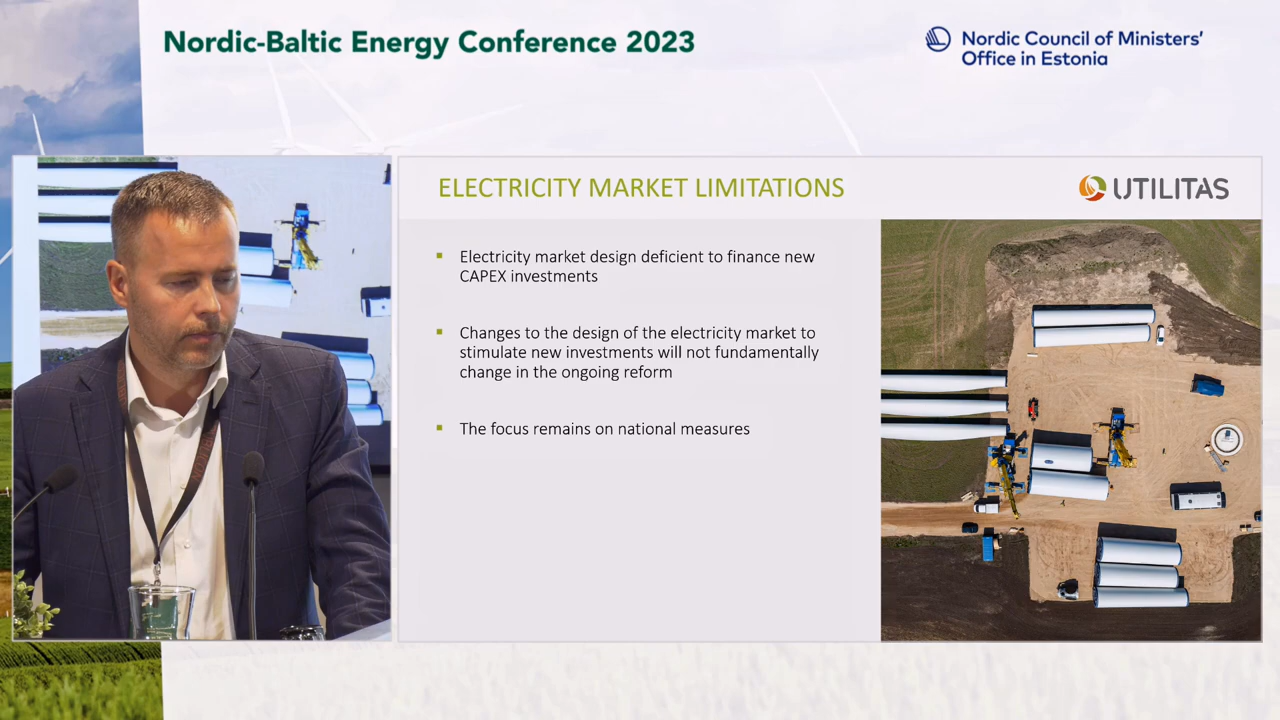 Nordic-Baltic Energy Conference 2023
Nordic Council of Ministers'
Office in Estonia
ELECTRICITY MARKET LIMITATIONS
UTILITAS
Electricity market design deficient to finance new
CAPEX investments
Changes to the design of the electricity market to
stimulate new investments will not fundamentally
change in the ongoing reform
The focus remains on national measures